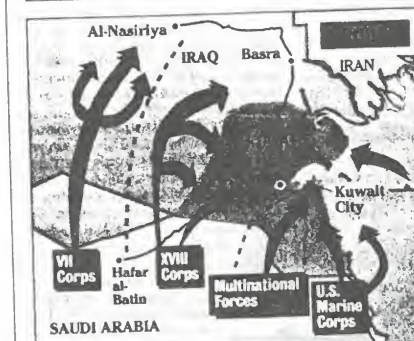 Al-Nasiriya
IRAQ
Basra
IRAN
Kuwait
City
VII
Corps
Hafar
al-
Batin
XVIII
Corps
Multinational
Forces
U.S.
Marine
Corps
SAUDI ARABIA